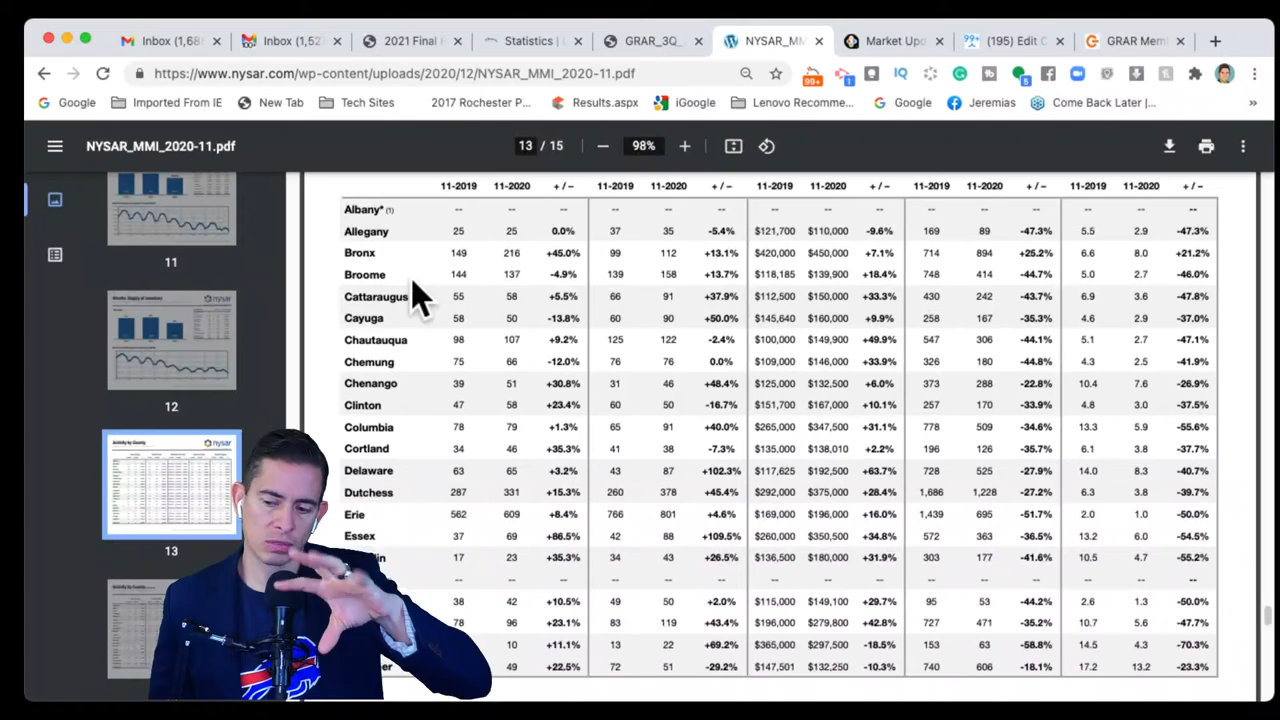 Inbox (1,68
Inbox (1,527
2021 Final
Statistics |
GRAR_3Q_
NYSAR_MM
Market Up
(195) Edit C
GRAR Mem
https://www.nysar.com/wp-content/uploads/2020/12/NYSAR_MMI_2020-11.pdf
99+
1
IQ
5
Google
Imported From IE
New Tab
Tech Sites
2017 Rochester P...
Results.aspx
iGoogle
Lenovo Recomme...
Google
Jeremias
Come Back Later |...
»
NYSAR_MMI_2020-11.pdf
13 / 15
98%
11
nysar
12
nysar
13
11-2019 11-2020 + / – 11-2019 11-2020 + / – 11-2019 11-2020 + / – 11-2019 11-2020 + / – 11-2019 11-2020 + / –
Albany* (1) -- -- -- -- -- -- -- -- -- -- -- -- -- -- --
Allegany 25 25 0.0% 37 35 -5.4% $121,700 $110,000 -9.6% 169 89 -47.3% 5.5 2.9 -47.3%
Bronx 149 216 +45.0% 99 112 +13.1% $420,000 $450,000 +7.1% 714 894 +25.2% 6.6 8.0 +21.2%
Broome 144 137 -4.9% 139 158 +13.7% $118,185 $139,900 +18.4% 748 414 -44.7% 5.0 2.7 -46.0%
Cattaraugus 55 58 +5.5% 66 91 +37.9% $112,500 $150,000 +33.3% 430 242 -43.7% 6.9 3.6 -47.8%
Cayuga 58 50 -13.8% 60 90 +50.0% $145,640 $160,000 +9.9% 258 167 -35.3% 4.6 2.9 -37.0%
Chautauqua 98 107 +9.2% 125 122 -2.4% $100,000 $149,900 +49.9% 547 306 -44.1% 5.1 2.7 -47.1%
Chemung 75 66 -12.0% 76 76 0.0% $109,000 $146,000 +33.9% 326 180 -44.8% 4.3 2.5 -41.9%
Chenango 39 51 +30.8% 31 46 +48.4% $125,000 $132,500 +6.0% 373 288 -22.8% 10.4 7.6 -26.9%
Clinton 47 58 +23.4% 60 50 -16.7% $151,700 $167,000 +10.1% 257 170 -33.9% 4.8 3.0 -37.5%
Columbia 78 79 +1.3% 65 91 +40.0% $265,000 $347,500 +31.1% 778 509 -34.6% 13.3 5.9 -55.6%
Cortland 34 46 +35.3% 41 38 -7.3% $135,000 $138,010 +2.2% 196 126 -35.7% 6.1 3.8 -37.7%
Delaware 63 65 +3.2% 43 87 +102.3% $117,625 $192,500 +63.7% 728 525 -27.9% 14.0 8.3 -40.7%
Dutchess 287 331 +15.3% 260 378 +45.4% $292,000 $375,000 +28.4% 1,686 1,228 -27.2% 6.3 3.8 -39.7%
Erie 562 609 +8.4% 766 801 +4.6% $169,000 $196,000 +16.0% 1,439 695 -51.7% 2.0 1.0 -50.0%
Essex 37 69 +86.5% 42 88 +109.5% $260,000 $350,500 +34.8% 572 363 -36.5% 13.2 6.0 -54.5%
in 17 23 +35.3% 34 43 +26.5% $136,500 $180,000 +31.9% 303 177 -41.6% 10.5 4.7 -55.2%
-- -- -- -- -- -- -- -- -- -- -- -- -- -- --
38 42 +10.5% 49 50 +2.0% $115,000 $149,100 +29.7% 95 53 -44.2% 2.6 1.3 -50.0%
78 96 +23.1% 83 119 +43.4% $196,000 $279,800 +42.8% 727 471 -35.2% 10.7 5.6 -47.7%
10 +11.1% 13 22 +69.2% $365,000 $297,500 -18.5% 153 63 -58.8% 14.5 4.3 -70.3%
er 49 +22.5% 72 51 -29.2% $147,501 $132,250 -10.3% 740 606 -18.1% 17.2 13.2 -23.3%